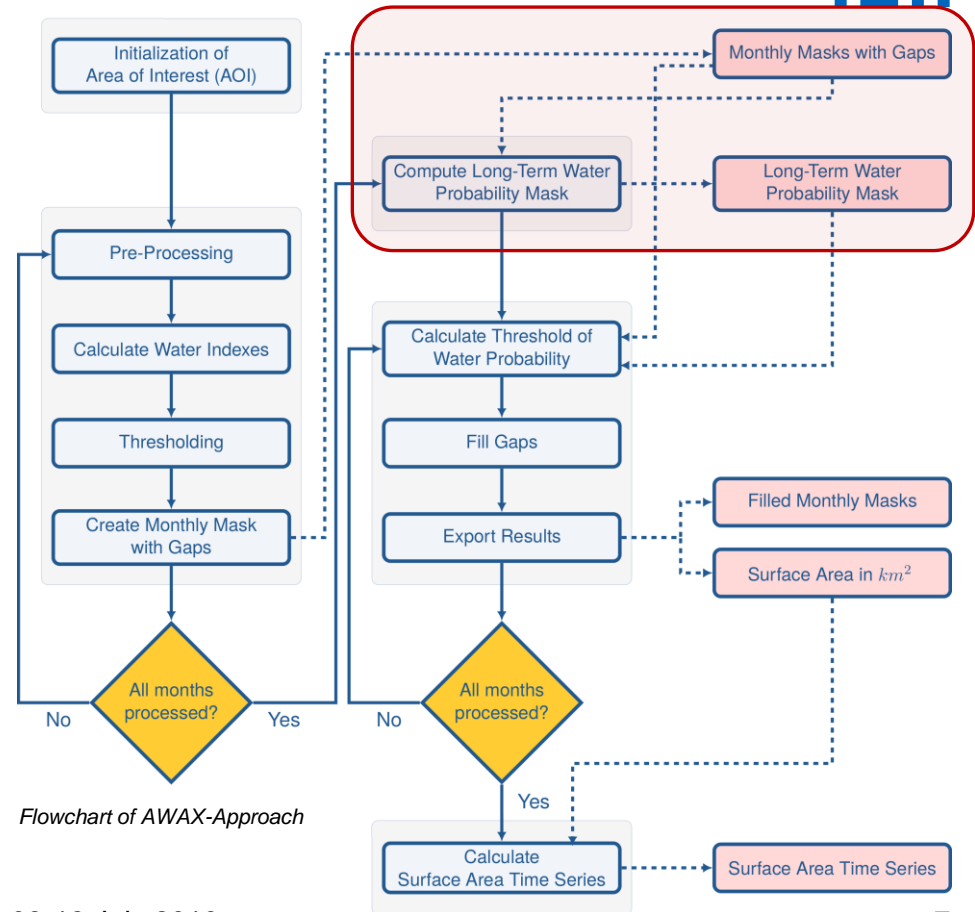 Initialization of
Area of Interest (AOI)
Monthly Masks with Gaps
Compute Long-Term Water
Probability Mask
Long-Term Water
Probability Mask
Pre-Processing
Calculate Water Indexes
Thresholding
Create Monthly Mask
with Gaps
All months
processed?
No
Yes
Calculate Threshold of
Water Probability
Fill Gaps
Export Results
Filled Monthly Masks
Surface Area in km²
All months
processed?
No
Yes
Flowchart of AWAX-Approach
Calculate
Surface Area Time Series
Surface Area Time Series